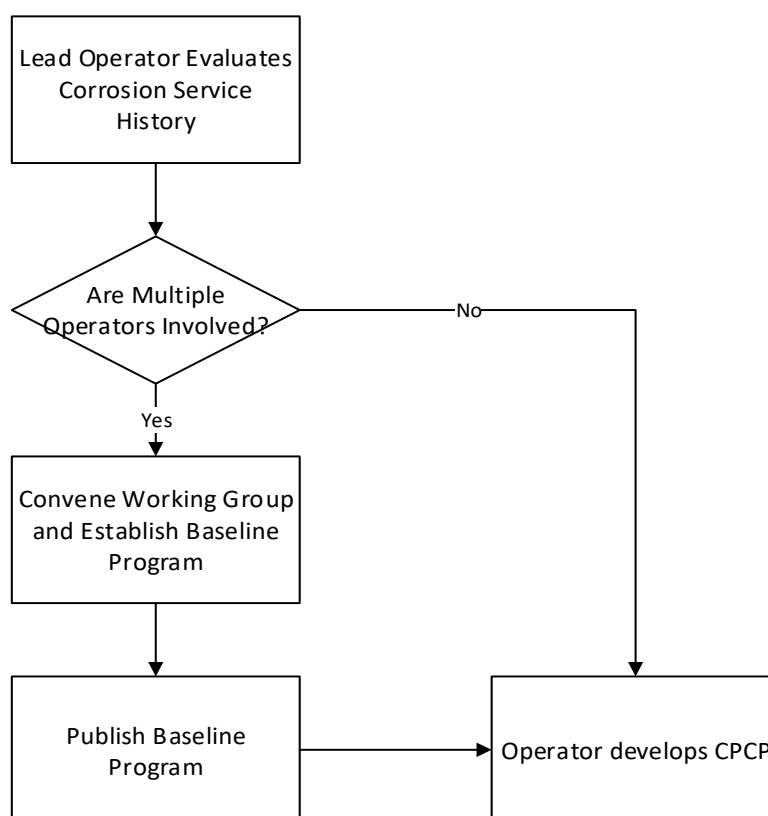 Lead Operator Evaluates
Corrosion Service
History
Are Multiple
Operators Involved?
No
Yes
Convene Working Group
and Establish Baseline
Program
Publish Baseline
Program
Operator develops CPCP